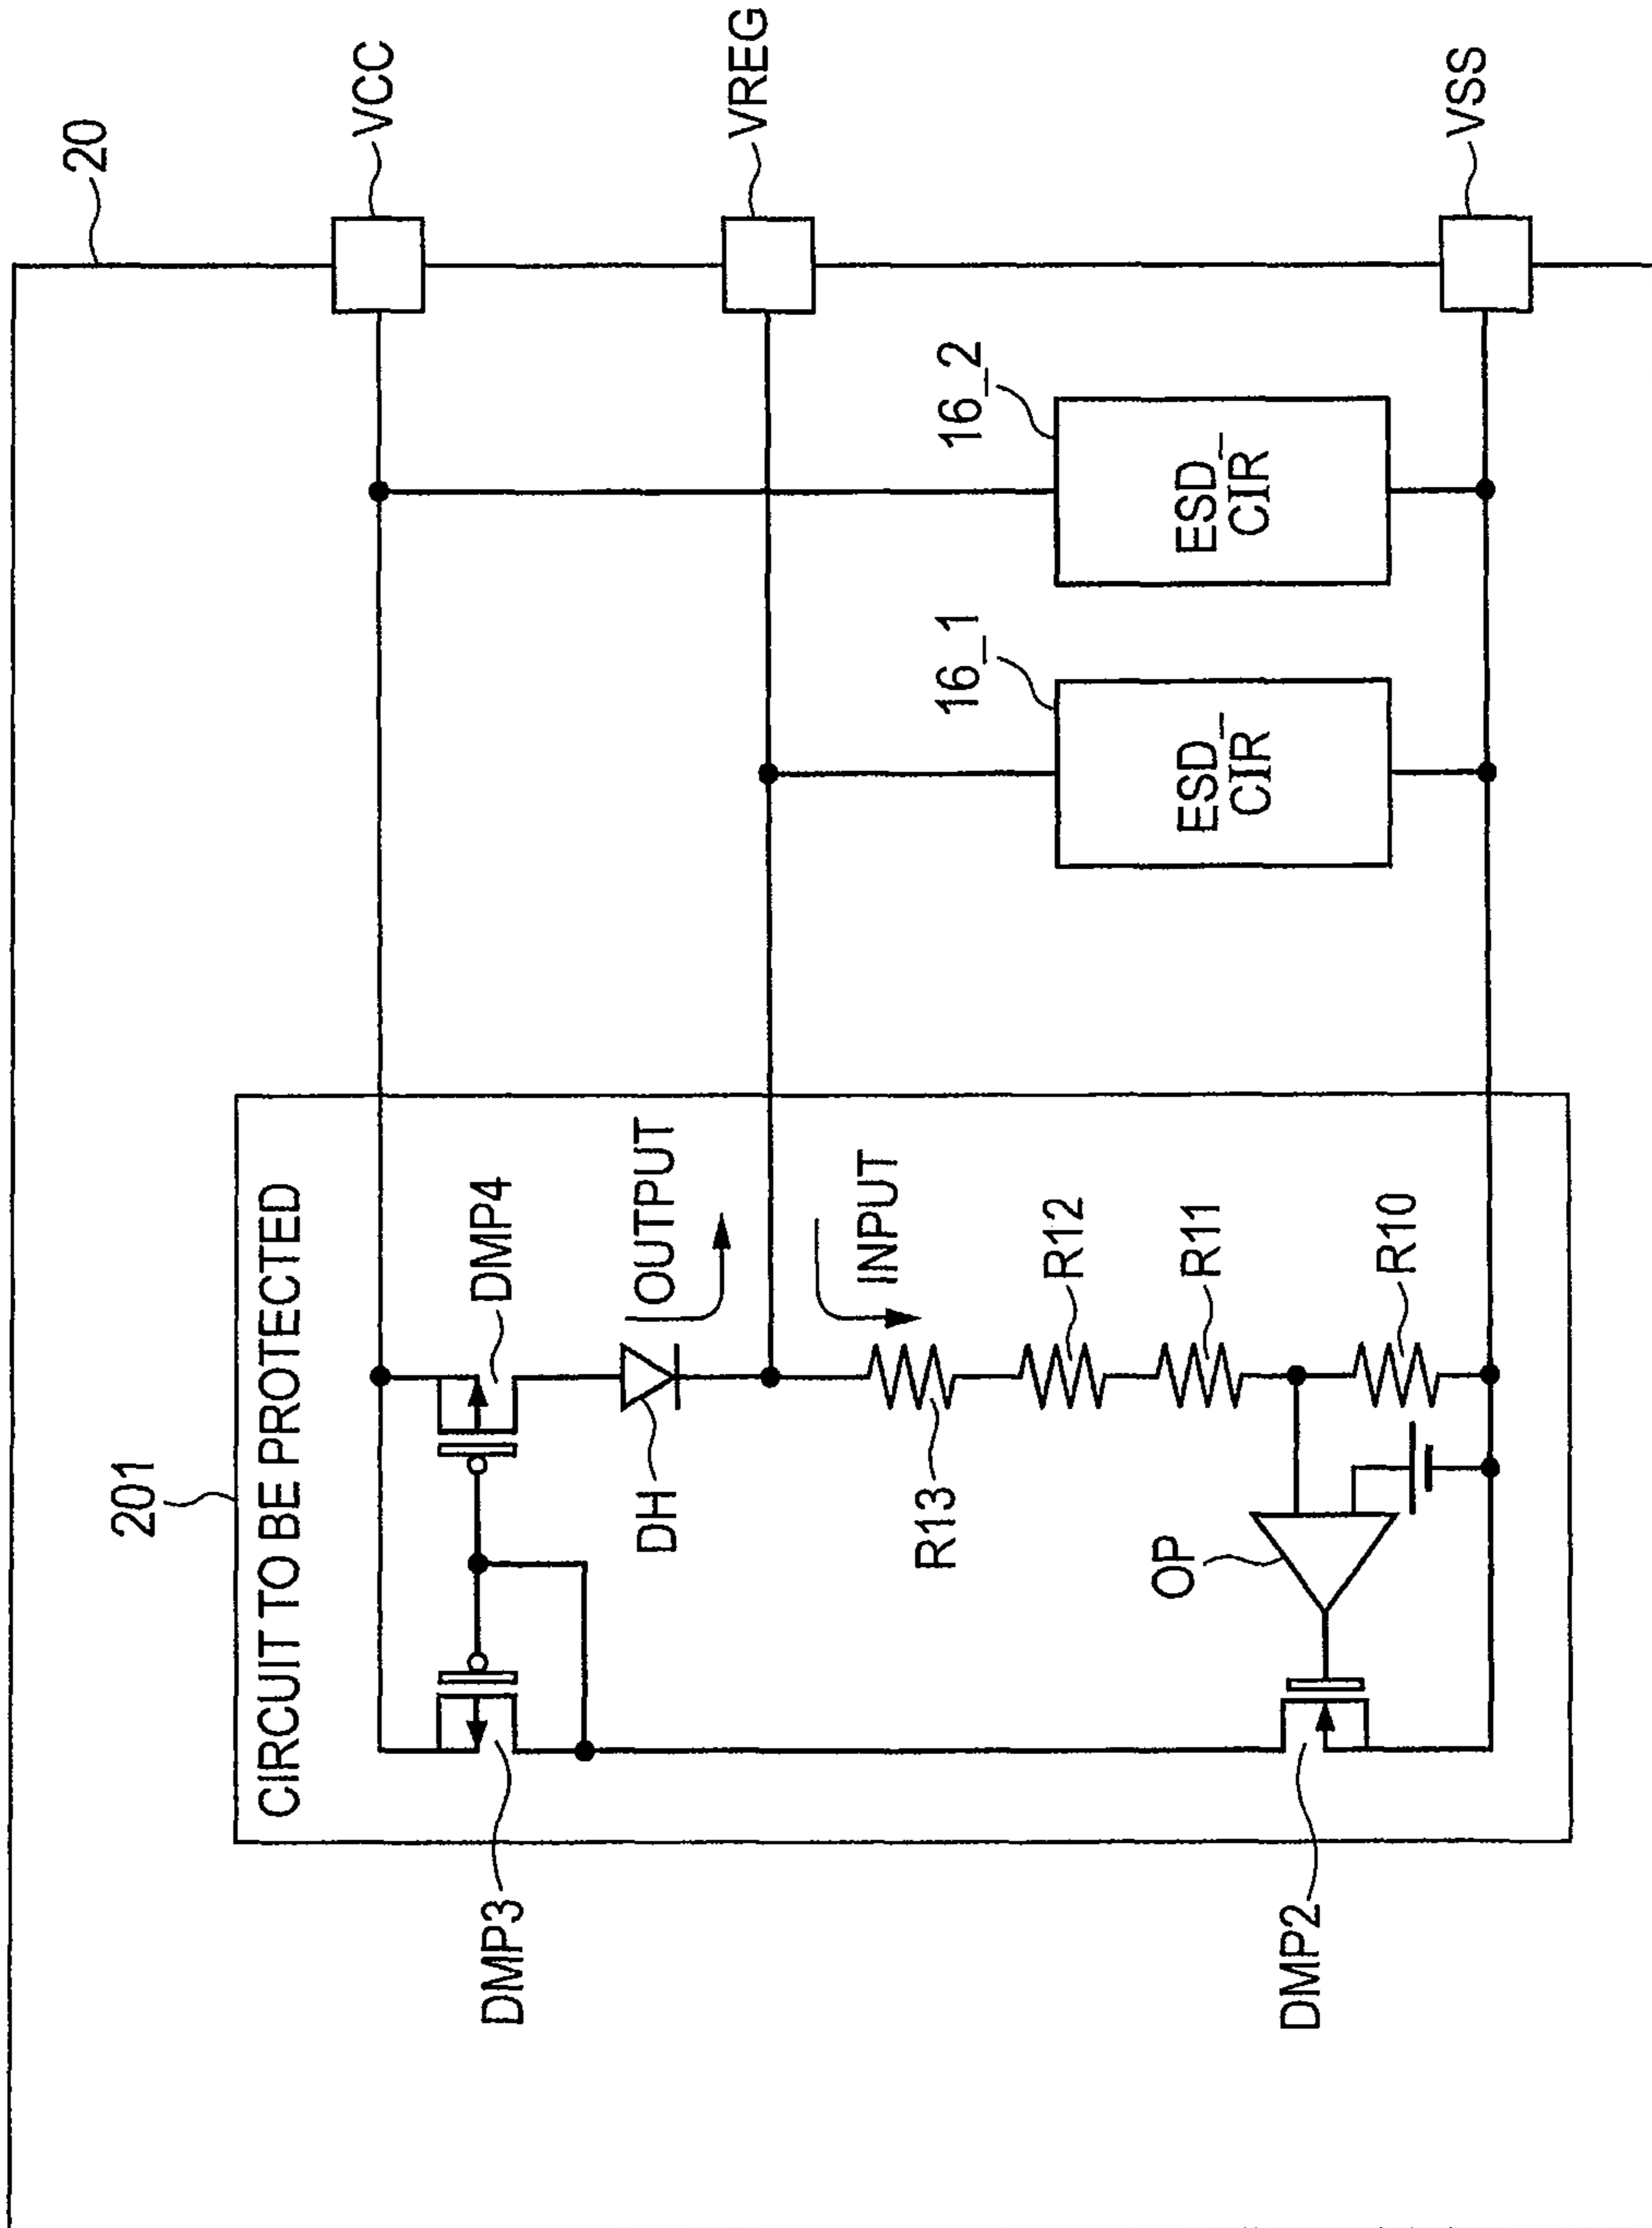 20
VCC
VREG
VSS
201
CIRCUIT TO BE PROTECTED
DMP3
DMP4
DH
OUTPUT
INPUT
R13
R12
R11
R10
OP
DMP2
16_1
ESD_
CIR
16_2
ESD_
CIR